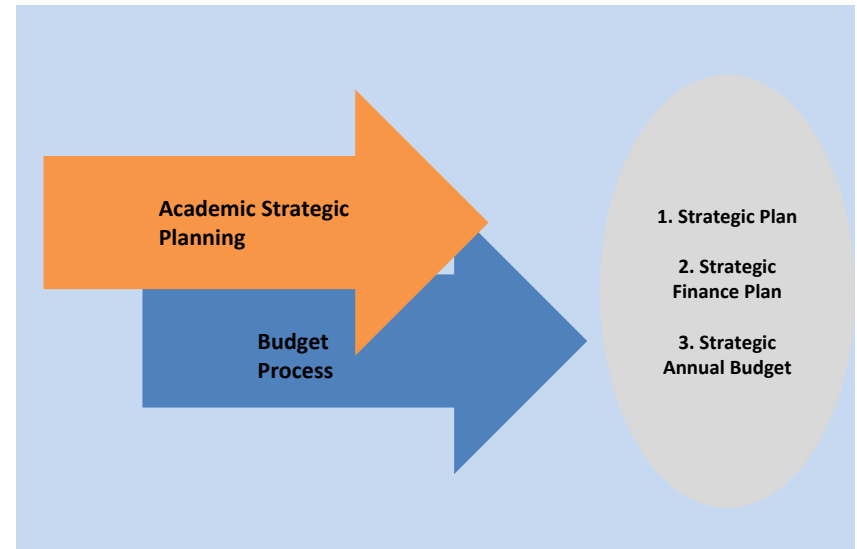 Academic Strategic
Planning
Budget
Process
1. Strategic Plan
2. Strategic
Finance Plan
3. Strategic
Annual Budget